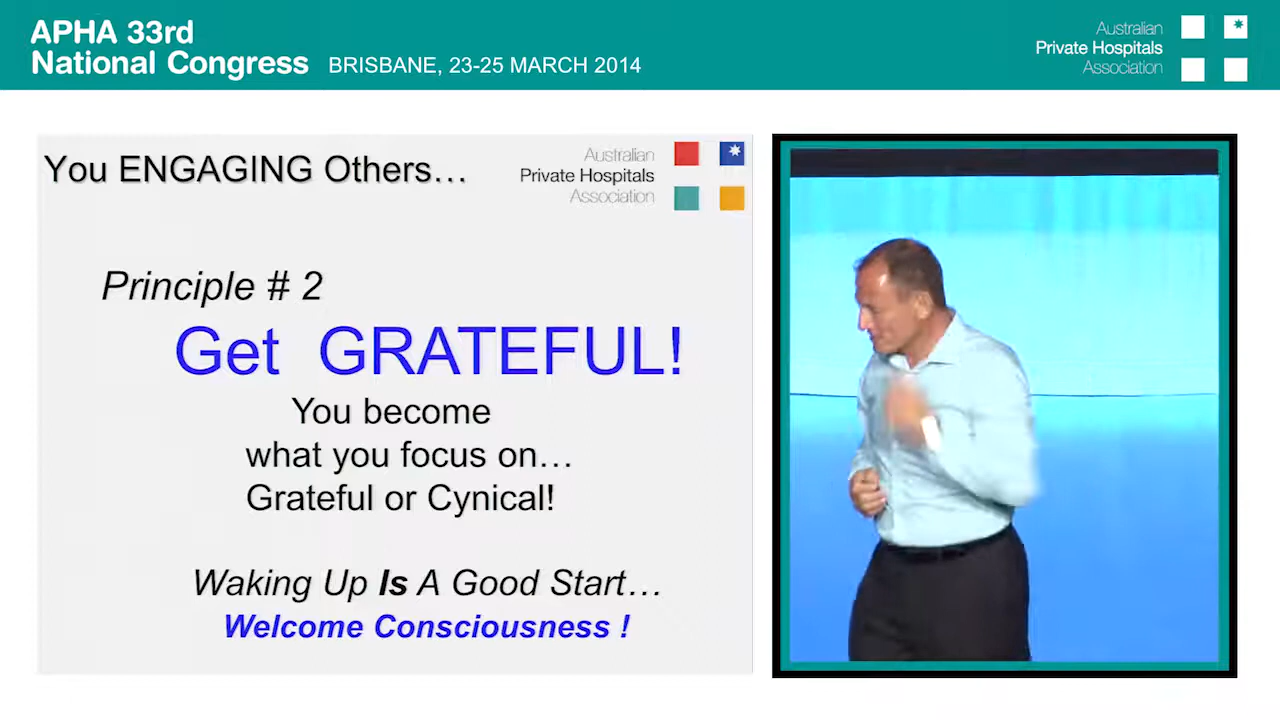 APHA 33rd
National Congress BRISBANE, 23-25 MARCH 2014
Australian
Private Hospitals
Association
You ENGAGING Others…
Australian
Private Hospitals
Association
Principle # 2
Get GRATEFUL!
You become
what you focus on…
Grateful or Cynical!
Waking Up Is A Good Start…
Welcome Consciousness !